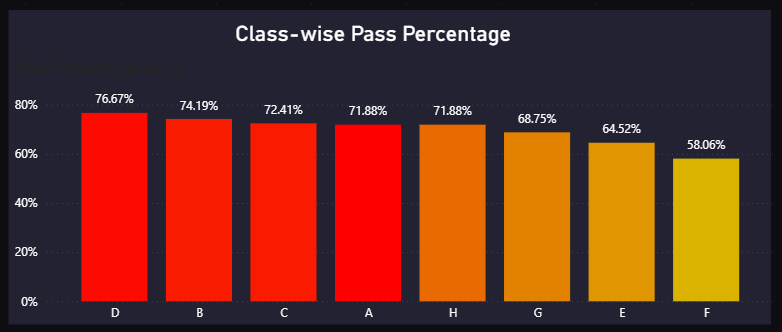 Class-wise Pass Percentage
76.67% 74.19% 72.41% 71.88% 71.88% 68.75% 64.52% 58.06%
80%
60%
40%
20%
0%
D B C A H G E F